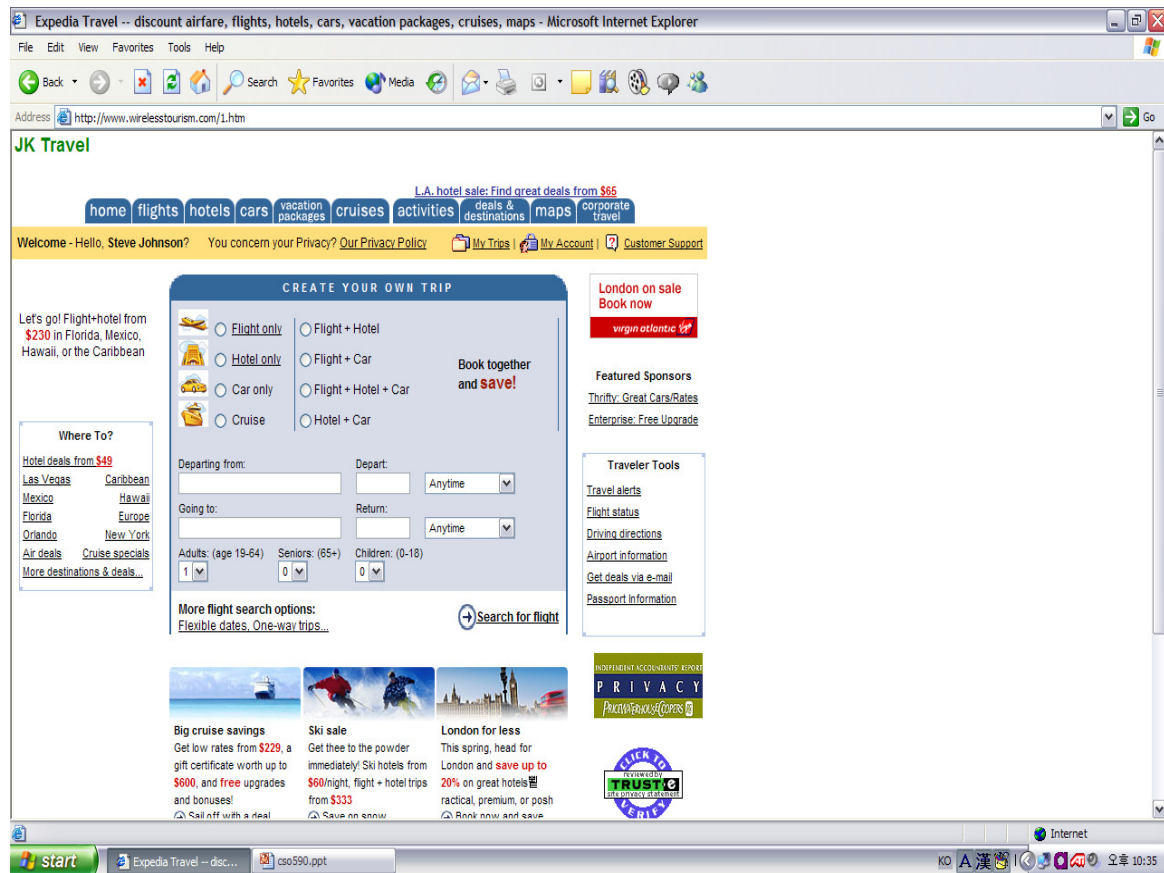 Expedia Travel -- discount airfare, flights, hotels, cars, vacation packages, cruises, maps - Microsoft Internet Explorer
File Edit View Favorites Tools Help
Back Search Favorites Media
Address http://www.wirelesstourism.com/1.htm Go
JK Travel
L.A. hotel sale: Find great deals from $65
home flights hotels cars vacation packages cruises activities deals & destinations maps corporate travel
Welcome - Hello, Steve Johnson? You concern your Privacy? Our Privacy Policy My Trips | My Account | Customer Support
CREATE YOUR OWN TRIP
Let's go! Flight+hotel from
$230 in Florida, Mexico,
Hawaii, or the Caribbean
Flight only Flight + Hotel
Hotel only Flight + Car
Car only Flight + Hotel + Car
Cruise Hotel + Car
Book together
and save!
London on sale
Book now
virgin atlantic
Featured Sponsors
Thrifty: Great Cars/Rates
Enterprise: Free Upgrade
Where To?
Hotel deals from $49
Las Vegas Caribbean
Mexico Hawaii
Florida Europe
Orlando New York
Air deals Cruise specials
More destinations & deals...
Departing from: Depart:
Anytime
Going to: Return:
Anytime
Adults: (age 19-64) Seniors: (65+) Children: (0-18)
1 0 0
More flight search options:
Flexible dates, One-way trips...
Search for flight
Traveler Tools
Travel alerts
Flight status
Driving directions
Airport information
Get deals via e-mail
Passport Information
INDEPENDENT ACCOUNTANTS' REPORT
PRIVACY
PRICEWATERHOUSECOOPERS
Big cruise savings
Get low rates from $229, a
gift certificate worth up to
$600, and free upgrades
and bonuses!
Sail off with a deal
Ski sale
Get thee to the powder
immediately! Ski hotels from
$60/night, flight + hotel trips
from $333
Save on snow
London for less
This spring, head for
London and save up to
20% on great hotels
ractical, premium, or posh
Book now and save
CLICK TO
reviewed by
TRUSTe
site privacy statement
VERIFY
Internet
start Expedia Travel -- disc... cso590.ppt KO A 漢 오후 10:35